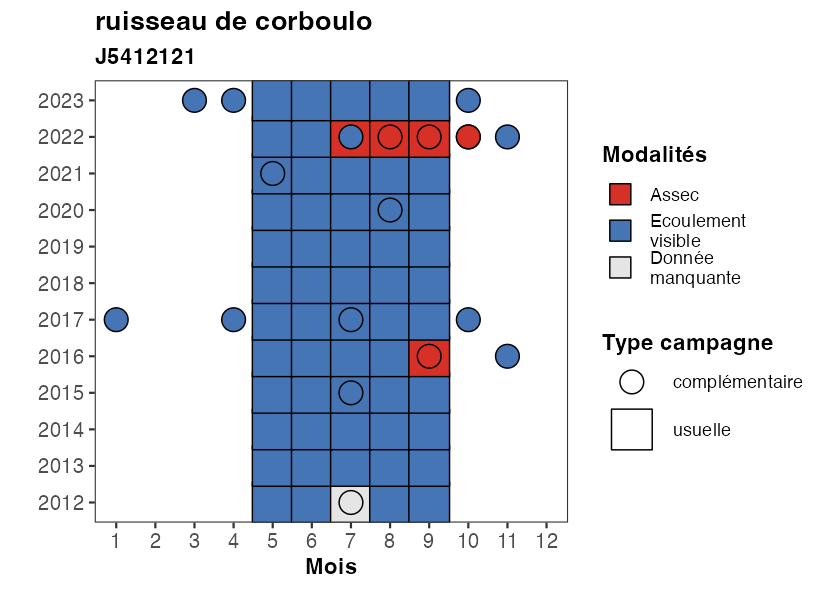 ruisseau de corboulo
J5412121
2023
2022
2021
2020
2019
2018
2017
2016
2015
2014
2013
2012
1 2 3 4 5 6 7 8 9 10 11 12
Mois
Modalités
Assec
Ecoulement
visible
Donnée
manquante
Type campagne
complémentaire
usuelle